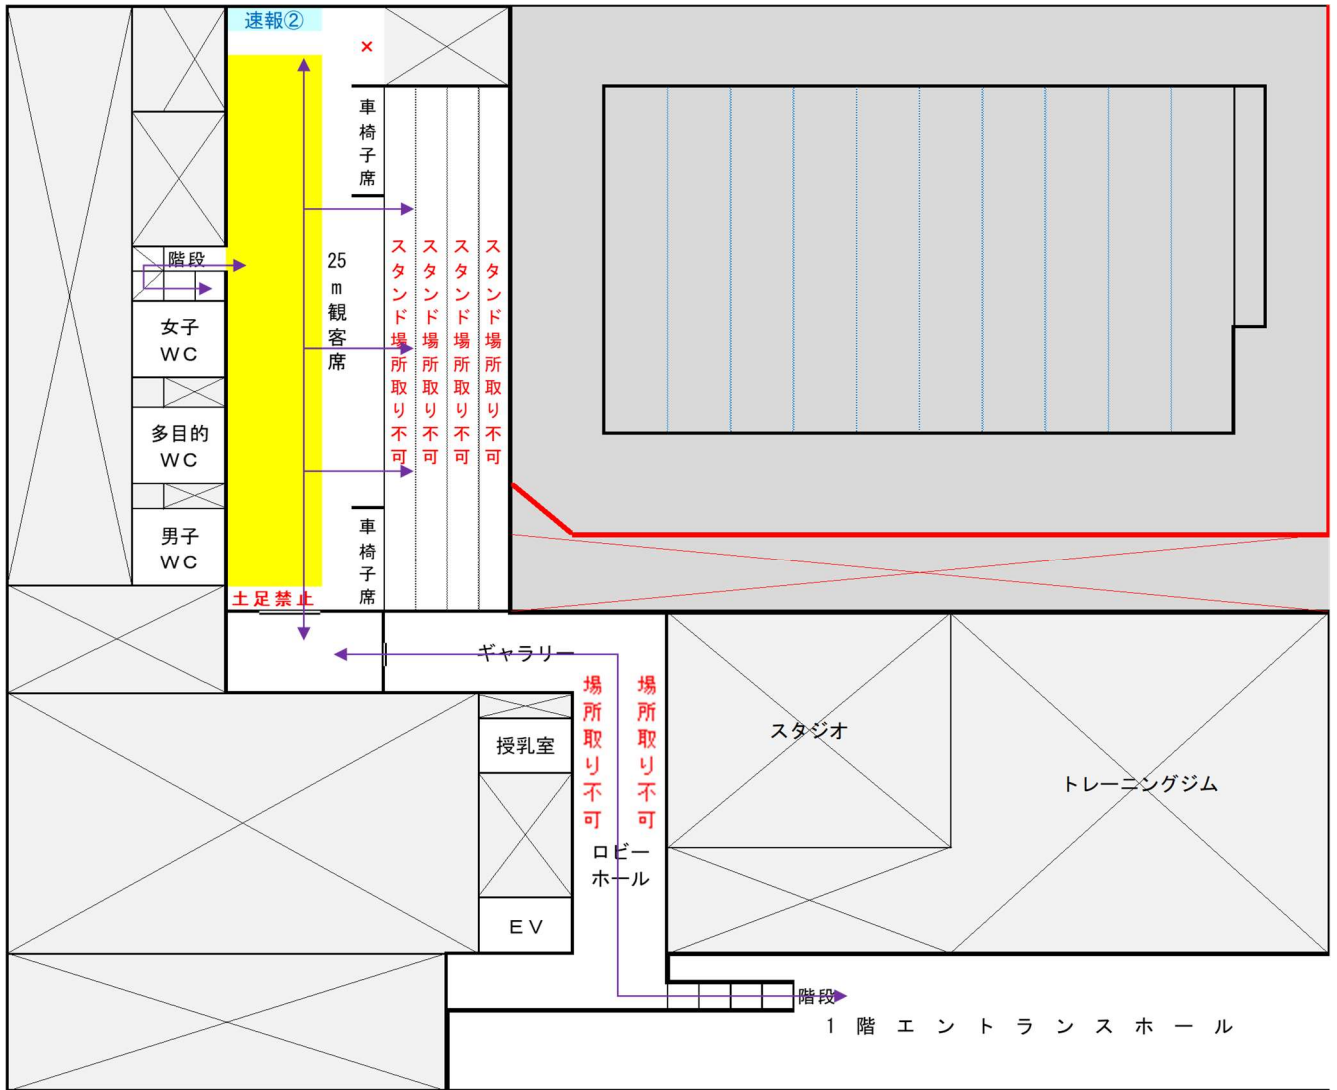 速報②
×
車椅子席
階段
25m観客席
スタンド場所取り不可
スタンド場所取り不可
スタンド場所取り不可
スタンド場所取り不可
女子
WC
多目的
WC
男子
WC
車椅子席
土足禁止
ギャラリー
場所取り不可
場所取り不可
授乳室
スタジオ
トレーニングジム
ロビー
ホール
EV
階段
1階エントランスホール